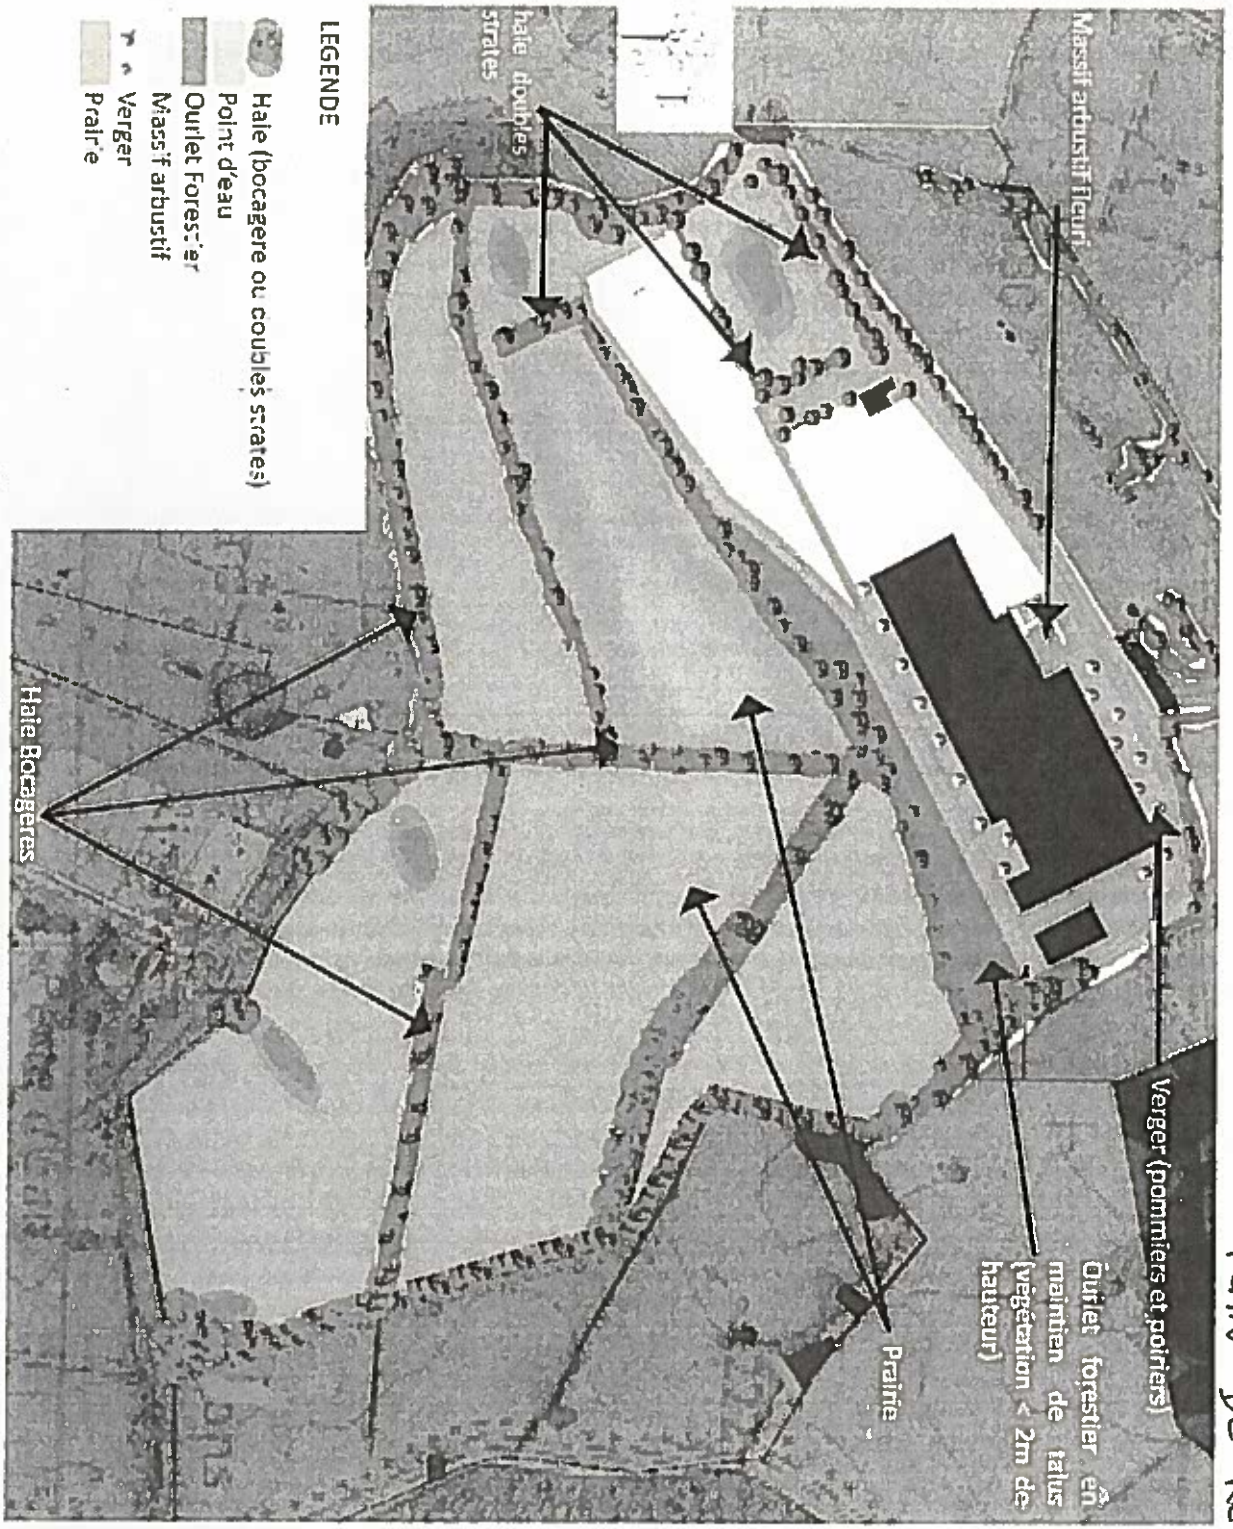 Massif arbustif fleuri
haie doubles
strates
LEGENDE
Haie (bocagere ou doubles strates)
Point d'eau
Ourlet Forestier
Massif arbustif
Verger
Prairie
Haie Bocageres
Verger (pommiers et poiriers)
Ourlet forestier en
maintien de talus
(végétation < 2m de
hauteur)
Prairie